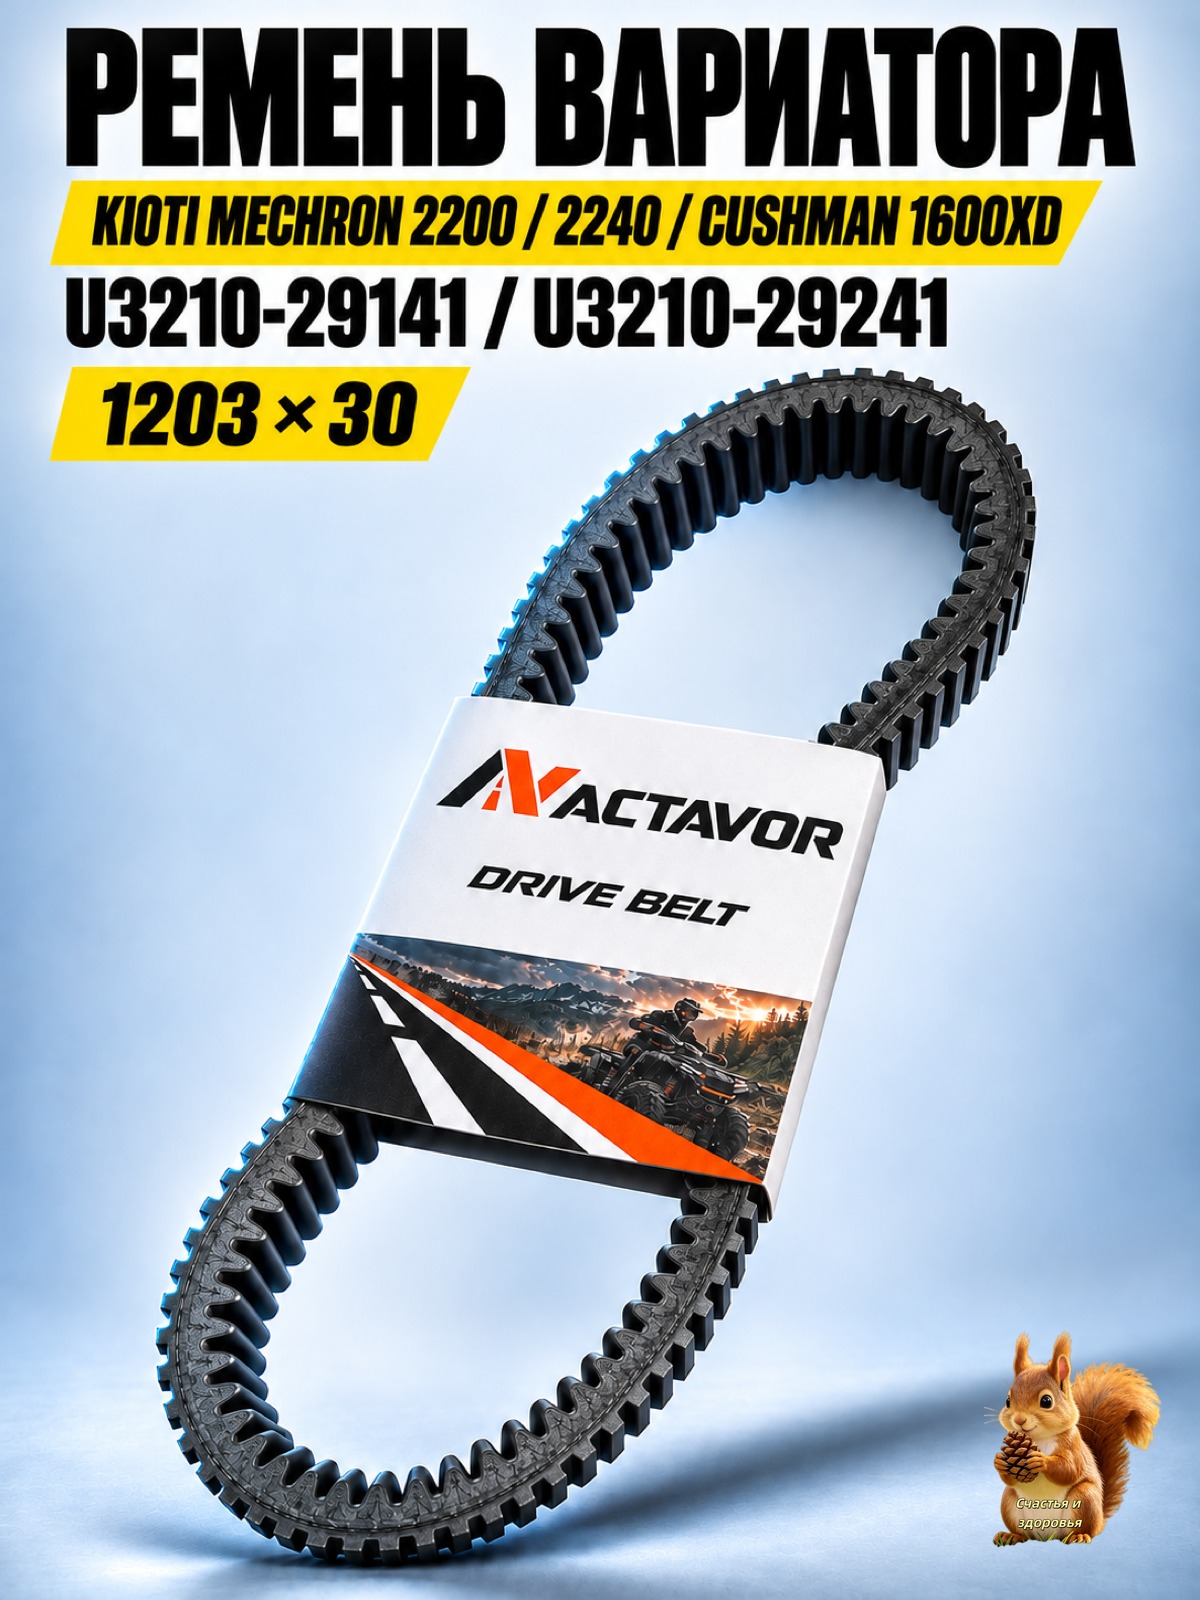 РЕМЕНЬ ВАРИАТОРА
KIOTI MECHRON 2200 / 2240 / CUSHMAN 1600XD
U3210-29141 / U3210-29241
1203 × 30
ACTAVOR
DRIVE BELT
Счастья и
здоровья